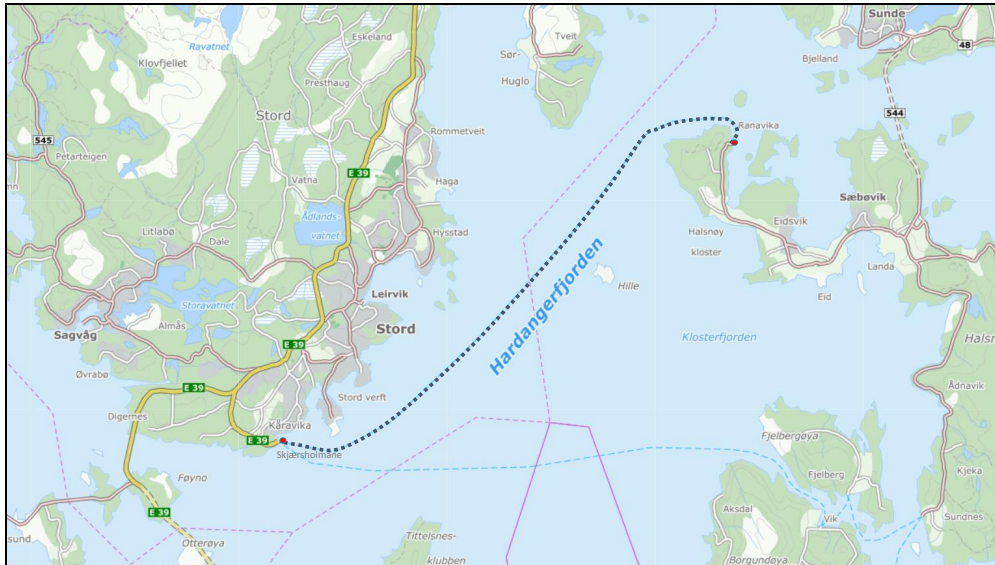 Ravatnet
Klovfjellet
Eskeland
Presthaug
Stord
545
Petarteigen
mn
Rommetveit
Vatna
E 39
Haga
Ådlands-
vatnet
Litlabø
Dale
Hysstad
Storavatnet
Leirvik
Almås
Stord
Sagvåg
E 39
Øvrabø
E 39
Stord verft
Digernes
Kåravika
E 39
Skjærsholmane
Føyno
E 39
sund
Otterøya
Tittelsnes-
klubben
Tveit
Sør-
Huglo
Sunde
48
Bjelland
544
Ranavika
Sæbøvik
Eidsvik
Halsnøy
kloster
Landa
Hille
Eid
Hardangerfjorden
Klosterfjorden
Halsn
Ådnavik
Fjelbergøya
Fjelberg
Kjeka
Aksdal
Vik
Sundnes
Borgundøya